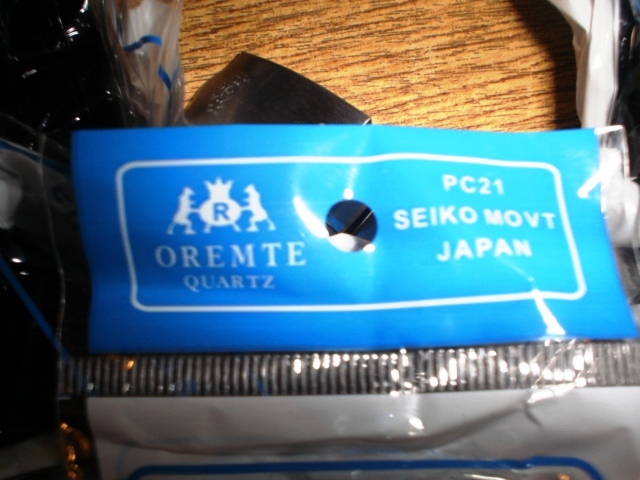 R
OREMTE
QUARTZ
PC21
SEIKO MOVT
JAPAN